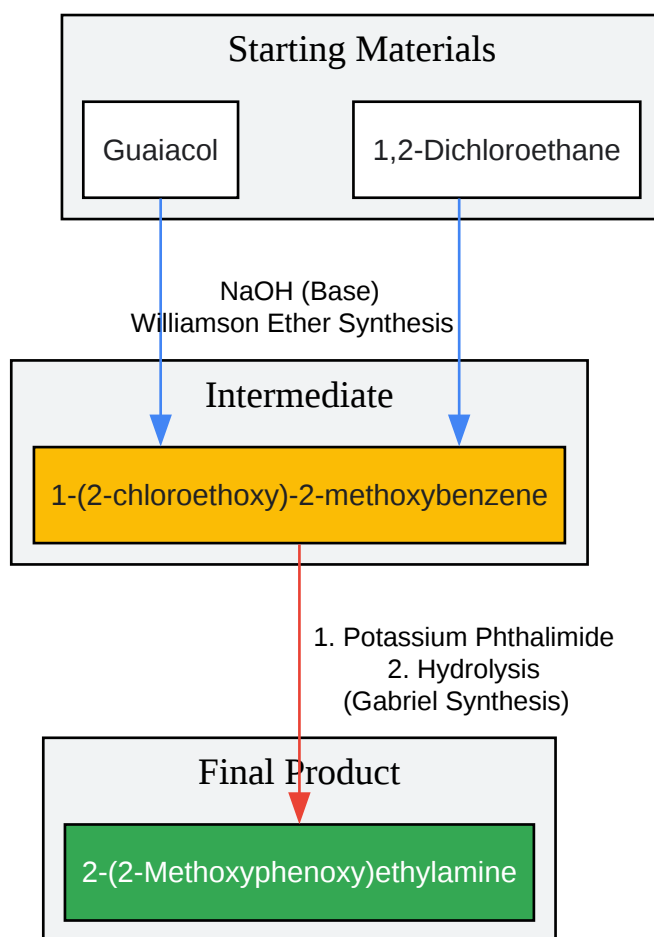 Starting Materials
Guaiacol
1,2-Dichloroethane
NaOH (Base)
Williamson Ether Synthesis
Intermediate
1-(2-chloroethoxy)-2-methoxybenzene
1. Potassium Phthalimide
2. Hydrolysis
(Gabriel Synthesis)
Final Product
2-(2-Methoxyphenoxy)ethylamine